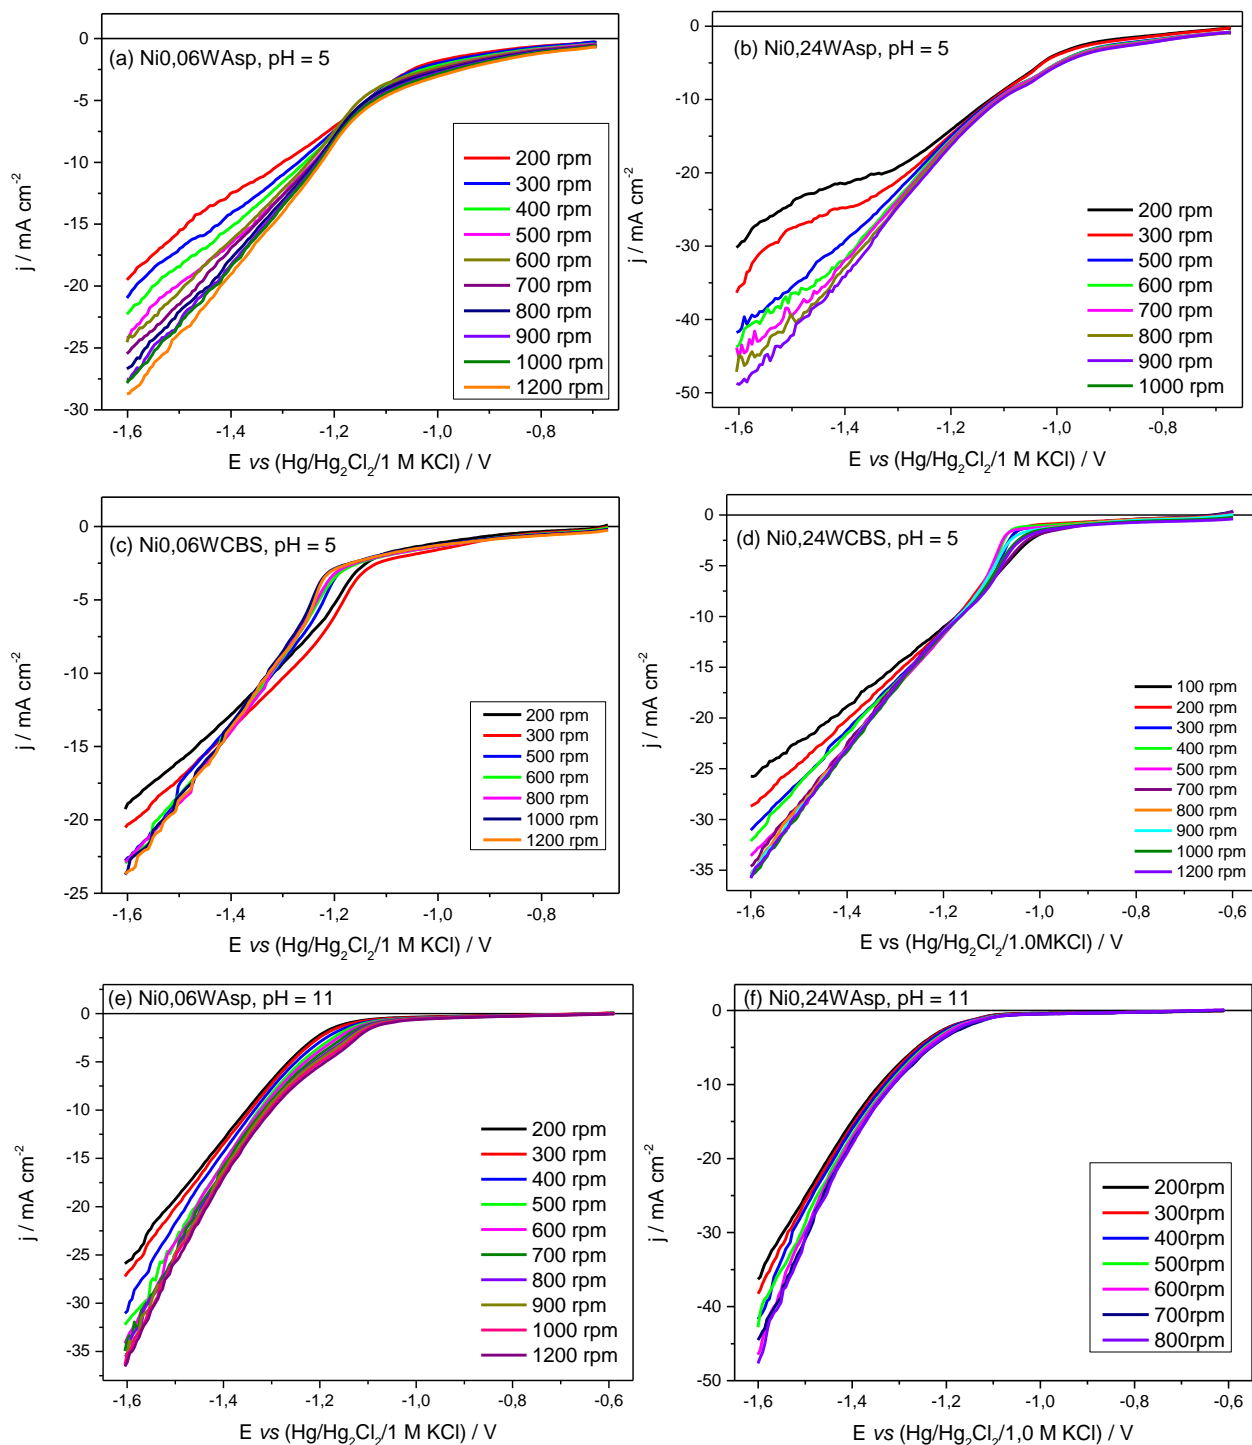 (a) Ni0,06WAsp, pH = 5
0
-5
-10
-15
-20
-25
-30
j / mA cm-2
200 rpm
300 rpm
400 rpm
500 rpm
600 rpm
700 rpm
800 rpm
900 rpm
1000 rpm
1200 rpm
-1,6 -1,4 -1,2 -1,0 -0,8
E vs (Hg/Hg2Cl2/1 M KCl) / V
(b) Ni0,24WAsp, pH = 5
0
-10
-20
-30
-40
-50
j / mA cm-2
200 rpm
300 rpm
500 rpm
600 rpm
700 rpm
800 rpm
900 rpm
1000 rpm
-1,6 -1,4 -1,2 -1,0 -0,8
E vs (Hg/Hg2Cl2/1 M KCl) / V
(c) Ni0,06WCBS, pH = 5
0
-5
-10
-15
-20
-25
j / mA cm-2
200 rpm
300 rpm
500 rpm
600 rpm
800 rpm
1000 rpm
1200 rpm
-1,6 -1,4 -1,2 -1,0 -0,8
E vs (Hg/Hg2Cl2/1 M KCl) / V
(d) Ni0,24WCBS, pH = 5
0
-5
-10
-15
-20
-25
-30
-35
j / mA cm-2
100 rpm
200 rpm
300 rpm
400 rpm
500 rpm
700 rpm
800 rpm
900 rpm
1000 rpm
1200 rpm
-1,6 -1,4 -1,2 -1,0 -0,8 -0,6
E vs (Hg/Hg2Cl2/1.0MKCl) / V
(e) Ni0,06WAsp, pH = 11
0
-5
-10
-15
-20
-25
-30
-35
j / mA cm-2
200 rpm
300 rpm
400 rpm
500 rpm
600 rpm
700 rpm
800 rpm
900 rpm
1000 rpm
1200 rpm
-1,6 -1,4 -1,2 -1,0 -0,8 -0,6
E vs (Hg/Hg2Cl2/1 M KCl) / V
(f) Ni0,24WAsp, pH = 11
0
-10
-20
-30
-40
-50
j / mA cm-2
200rpm
300rpm
400rpm
500rpm
600rpm
700rpm
800rpm
-1,6 -1,4 -1,2 -1,0 -0,8 -0,6
E vs (Hg/Hg2Cl2/1,0 M KCl) / V